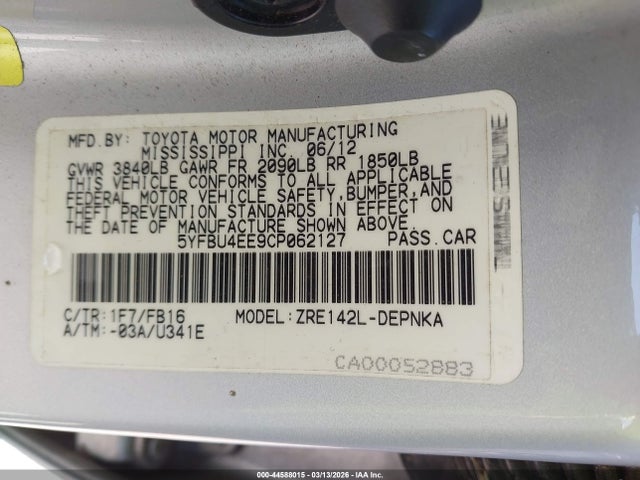 MFD.BY: TOYOTA MOTOR MANUFACTURING
MISSISSIPPI INC. 06/12
GVWR 3840LB GAWR FR 2090LB RR 1850LB
THIS VEHICLE CONFORMS TO ALL APPLICABLE
FEDERAL MOTOR VEHICLE SAFETY,BUMPER,AND
THEFT PREVENTION STANDARDS IN EFFECT ON
THE DATE OF MANUFACTURE SHOWN ABOVE.
5YFBU4EE9CP062127 PASS.CAR
C/TR:1F7/FB16 MODEL:ZRE142L-DEPNKA
A/TM:-03A/U341E
CA00052883
000-44588015 - 03/13/2026 - IAA, Inc.